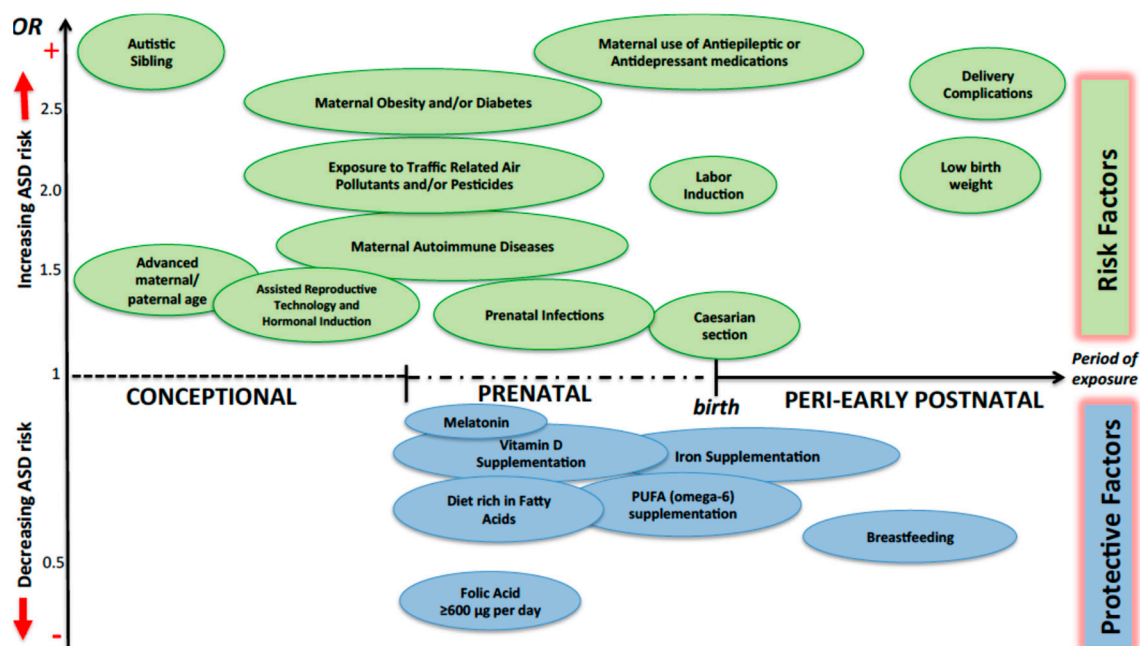 OR
+
Autistic
Sibling
Maternal use of Antiepileptic or
Antidepressant medications
Delivery
Complications
2.5
Maternal Obesity and/or Diabetes
Increasing ASD risk
Exposure to Traffic Related Air
Pollutants and/or Pesticides
2.0
Labor
Induction
Low birth
weight
Risk Factors
Maternal Autoimmune Diseases
1.5
Advanced
maternal/
paternal age
Assisted Reproductive
Technology and
Hormonal Induction
Prenatal Infections
Caesarian
section
1
Period of
exposure
CONCEPTIONAL
PRENATAL
birth
PERI-EARLY POSTNATAL
Melatonin
Vitamin D
Supplementation
Iron Supplementation
Decreasing ASD risk
Diet rich in Fatty
Acids
PUFA (omega-6)
supplementation
Breastfeeding
Protective Factors
0.5
Folic Acid
≥600 μg per day
-